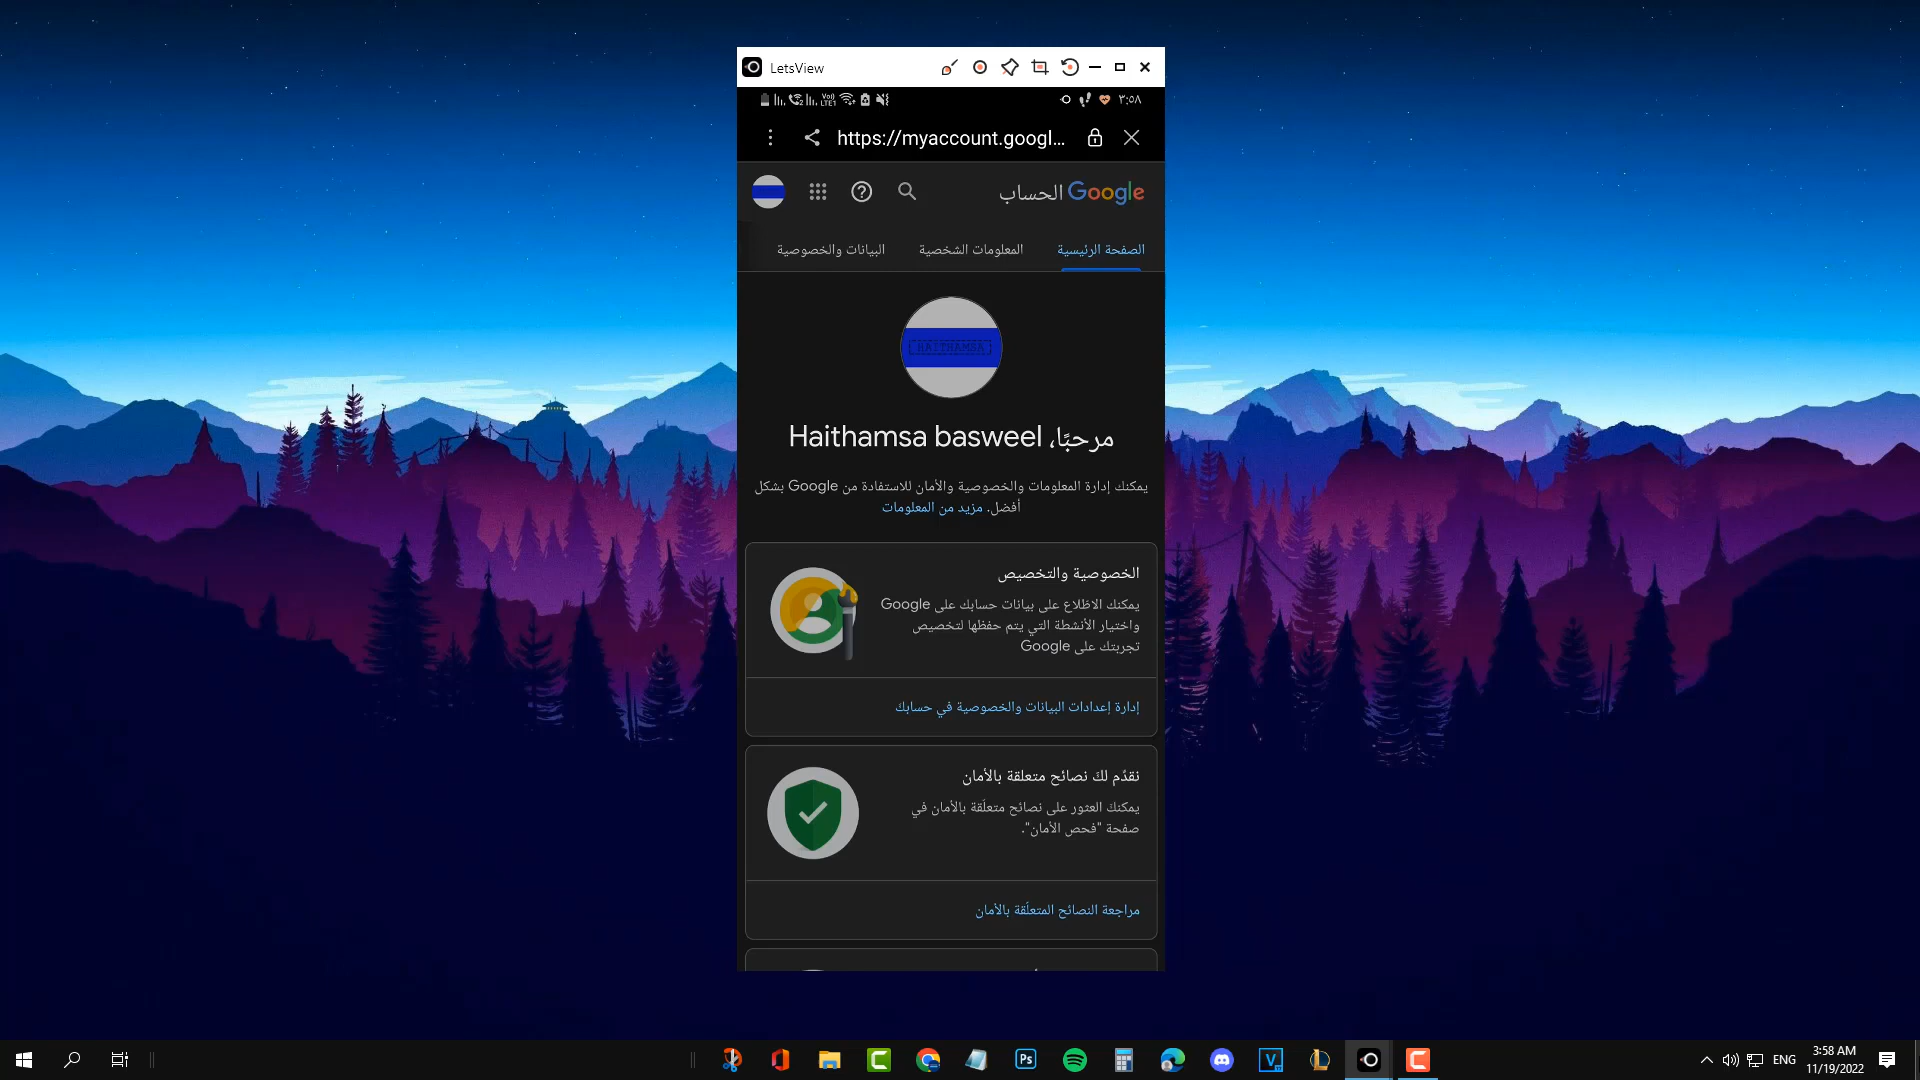 LetsView
٣:٥٨
https://myaccount.googl...
الحساب Google
الصفحة الرئيسية
المعلومات الشخصية
البيانات والخصوصية
HAITHAMSA
مرحبًا، Haithamsa basweel
يمكنك إدارة المعلومات والخصوصية والأمان للاستفادة من Google بشكل
أفضل. مزيد من المعلومات
الخصوصية والتخصيص
يمكنك الاطّلاع على بيانات حسابك على Google
واختيار الأنشطة التي يتم حفظها لتخصيص
تجربتك على Google
إدارة إعدادات البيانات والخصوصية في حسابك
نقدّم لك نصائح متعلقة بالأمان
يمكنك العثور على نصائح متعلّقة بالأمان في
صفحة "فحص الأمان".
مراجعة النصائح المتعلّقة بالأمان
Ps
V
ENG
3:58 AM
11/19/2022